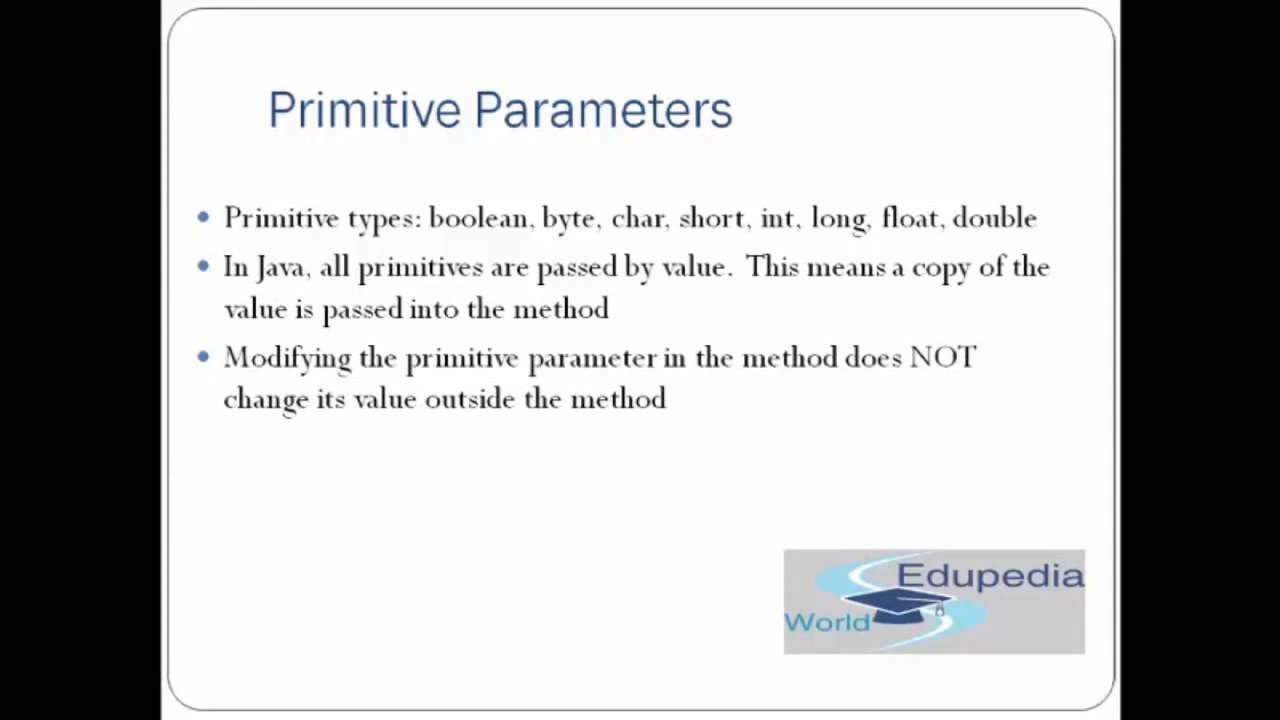 Primitive Parameters
• Primitive types: boolean, byte, char, short, int, long, float, double
• In Java, all primitives are passed by value. This means a copy of the
value is passed into the method
• Modifying the primitive parameter in the method does NOT
change its value outside the method
Edupedia
World